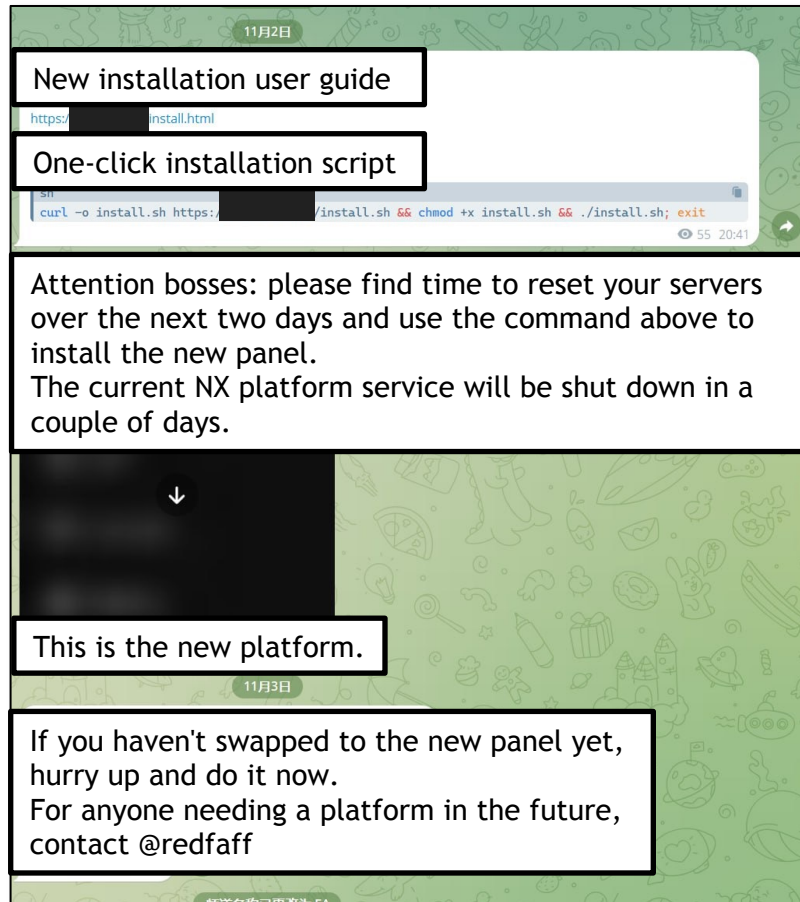 11月2日
New installation user guide
https:/ install.html
One-click installation script
sh
curl -o install.sh https:/ /install.sh && chmod +x install.sh && ./install.sh; exit
55 20:41
Attention bosses: please find time to reset your servers
over the next two days and use the command above to
install the new panel.
The current NX platform service will be shut down in a
couple of days.
This is the new platform.
11月3日
If you haven't swapped to the new panel yet,
hurry up and do it now.
For anyone needing a platform in the future,
contact @redfaff